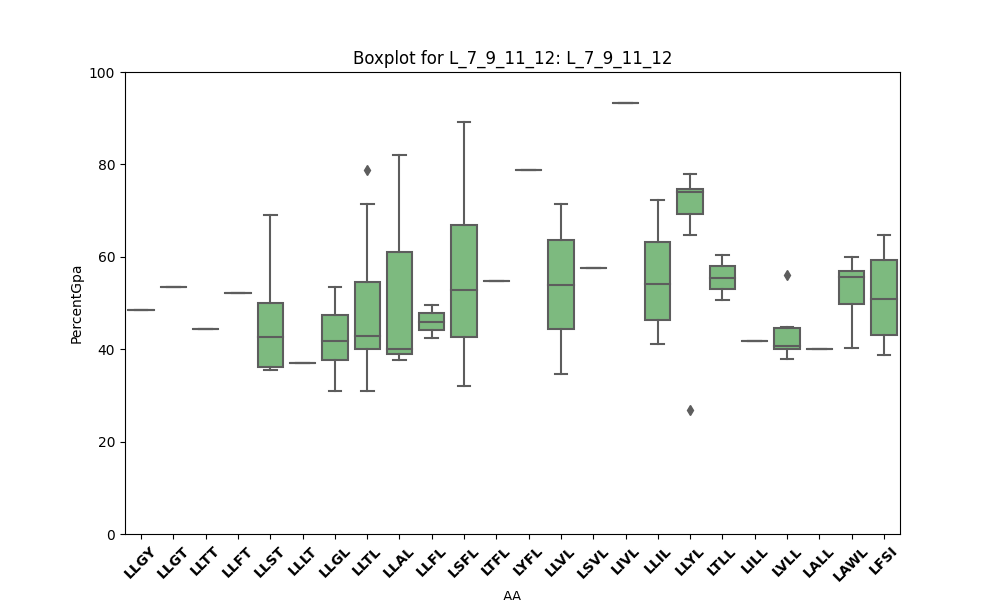 Boxplot for L_7_9_11_12: L_7_9_11_12
100
80
60
40
20
0
PercentGpa
LLGY LLGT LLTT LLFT LLST LLLT LLGL LLTL LLAL LLFL LSFL LTFL LYFL LLVL LSVL LIVL LLIL LLYL LTLL LILL LVLL LALL LAWL LFSI
AA